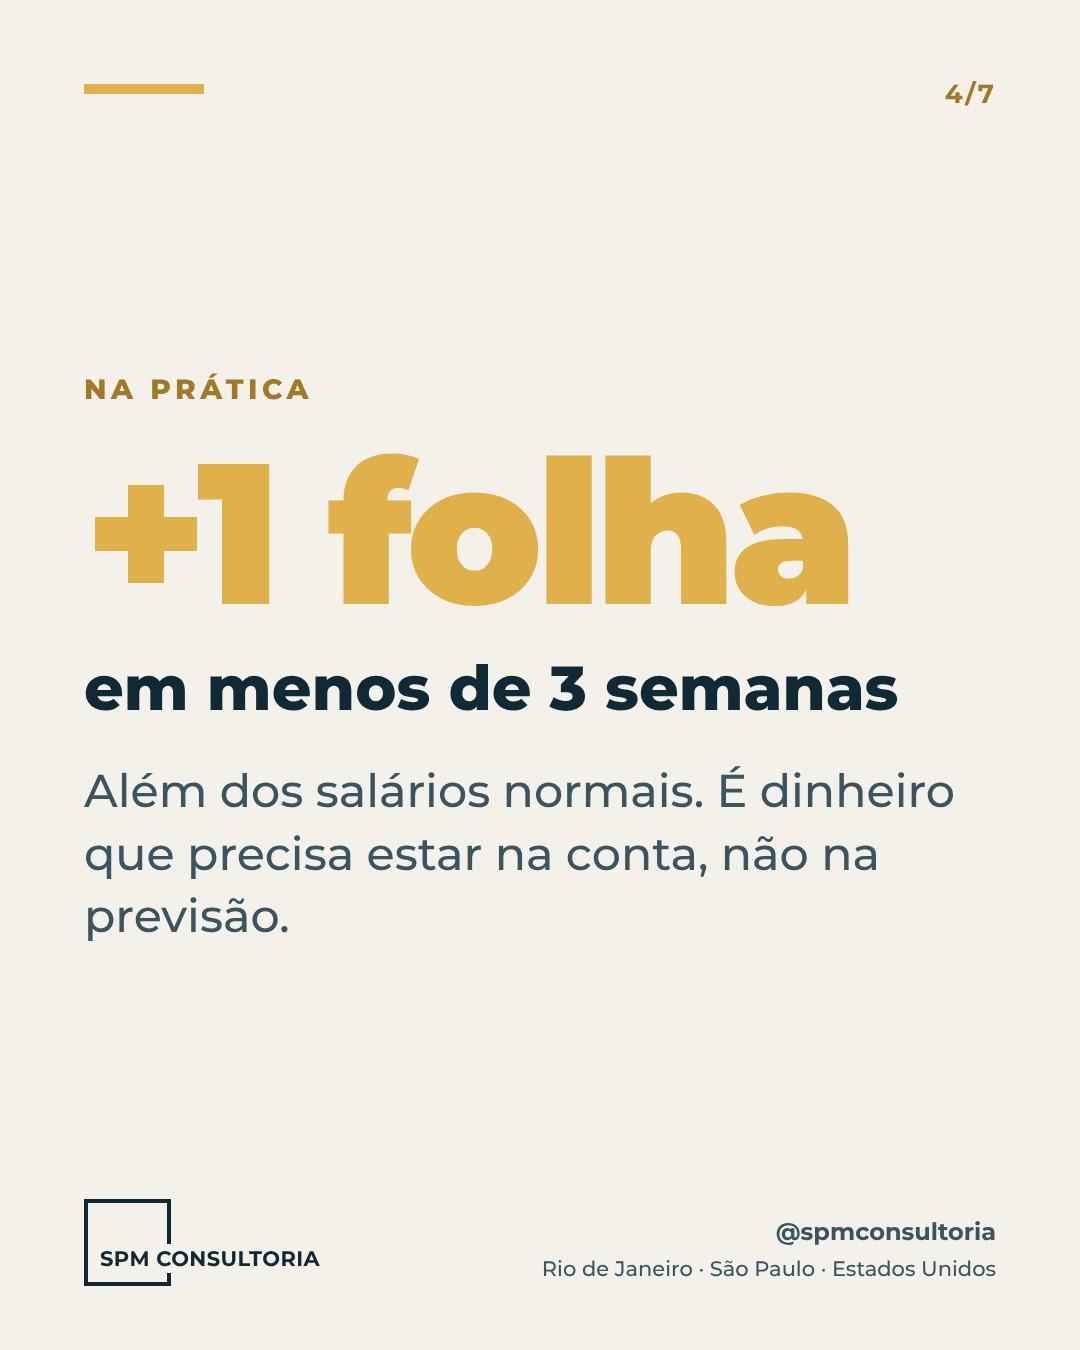 4/7
NA PRÁTICA
+1 folha
em menos de 3 semanas
Além dos salários normais. É dinheiro
que precisa estar na conta, não na
previsão.
SPM CONSULTORIA
@spmconsultoria
Rio de Janeiro · São Paulo · Estados Unidos